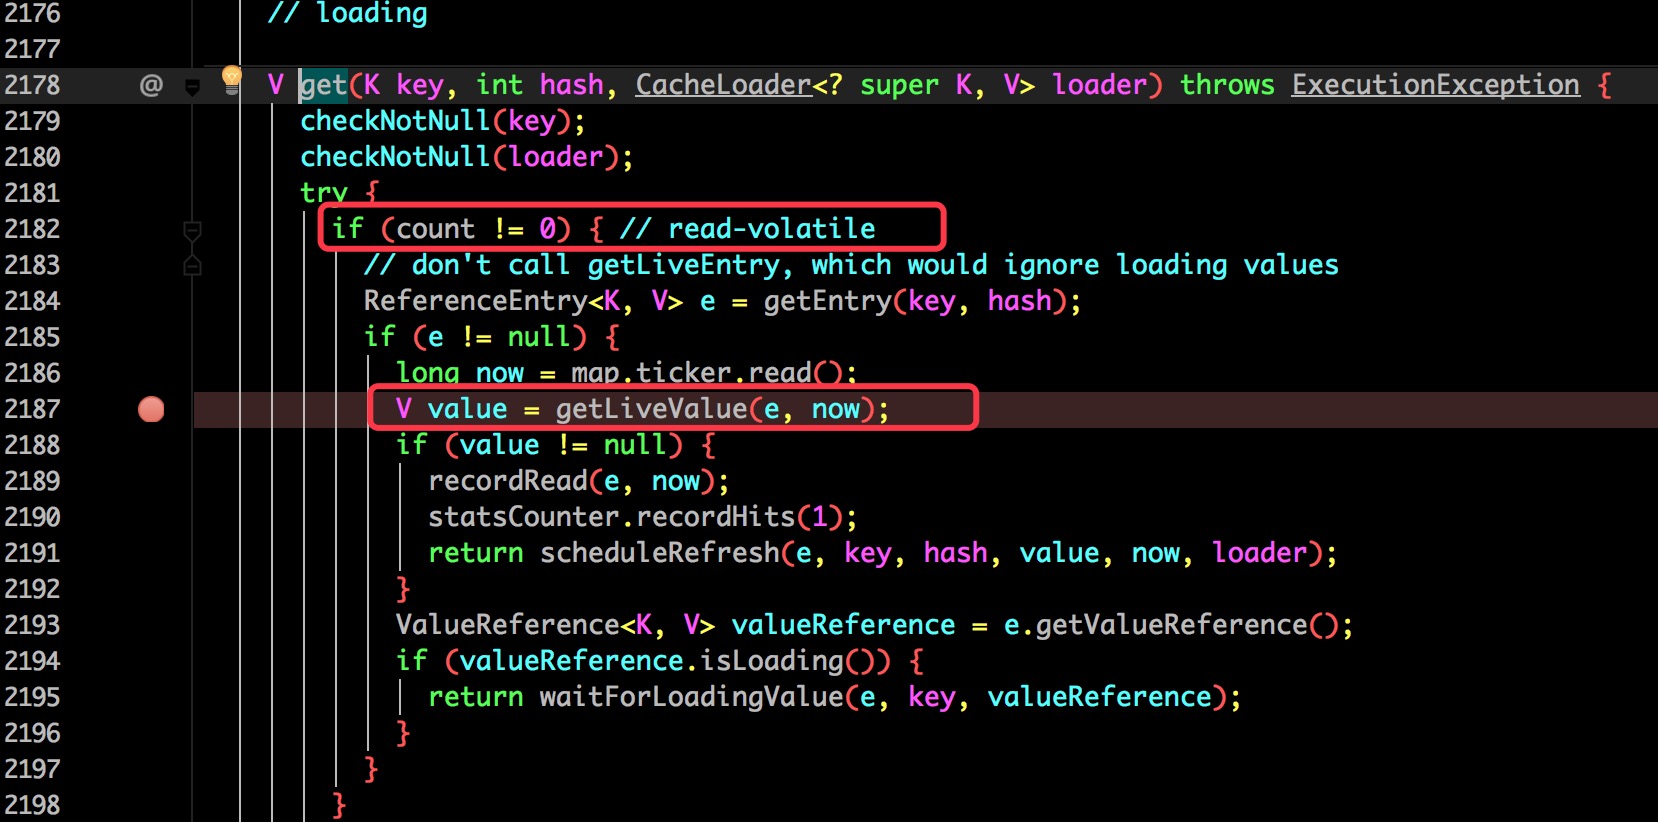 2176 // loading
2177
2178 @ V get(K key, int hash, CacheLoader<? super K, V> loader) throws ExecutionException {
2179 checkNotNull(key);
2180 checkNotNull(loader);
2181 try {
2182 if (count != 0) { // read-volatile
2183 // don't call getLiveEntry, which would ignore loading values
2184 ReferenceEntry<K, V> e = getEntry(key, hash);
2185 if (e != null) {
2186 long now = map.ticker.read();
2187 V value = getLiveValue(e, now);
2188 if (value != null) {
2189 recordRead(e, now);
2190 statsCounter.recordHits(1);
2191 return scheduleRefresh(e, key, hash, value, now, loader);
2192 }
2193 ValueReference<K, V> valueReference = e.getValueReference();
2194 if (valueReference.isLoading()) {
2195 return waitForLoadingValue(e, key, valueReference);
2196 }
2197 }
2198 }